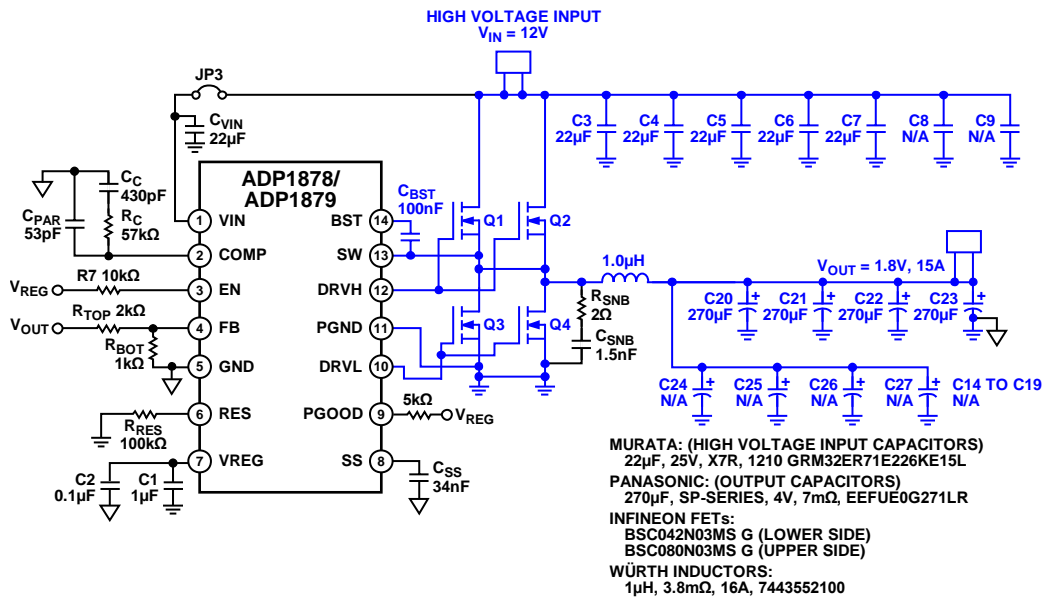 HIGH VOLTAGE INPUT
VIN = 12V
JP3
CVIN
22µF
C3
22µF
C4
22µF
C5
22µF
C6
22µF
C7
22µF
C8
N/A
C9
N/A
CC
430pF
CPAR
53pF
RC
57kΩ
ADP1878/
ADP1879
CBST
100nF
1
VIN
2
COMP
3
EN
4
FB
5
GND
6
RES
7
VREG
BST
14
SW
13
DRVH
12
PGND
11
DRVL
10
PGOOD
9
SS
8
Q1
Q2
Q3
Q4
VREG
R7 10kΩ
VOUT
RTOP 2kΩ
RBOT
1kΩ
RRES
100kΩ
C2
0.1µF
C1
1µF
5kΩ
VREG
CSS
34nF
1.0µH
RSNB
2Ω
CSNB
1.5nF
VOUT = 1.8V, 15A
C20
270µF
+
C21
270µF
+
C22
270µF
+
C23
270µF
+
C24
N/A
+
C25
N/A
+
C26
N/A
+
C27
N/A
+
C14 TO C19
N/A
MURATA: (HIGH VOLTAGE INPUT CAPACITORS)
22µF, 25V, X7R, 1210 GRM32ER71E226KE15L
PANASONIC: (OUTPUT CAPACITORS)
270µF, SP-SERIES, 4V, 7mΩ, EEFUE0G271LR
INFINEON FETs:
BSC042N03MS G (LOWER SIDE)
BSC080N03MS G (UPPER SIDE)
WÜRTH INDUCTORS:
1µH, 3.8mΩ, 16A, 7443552100